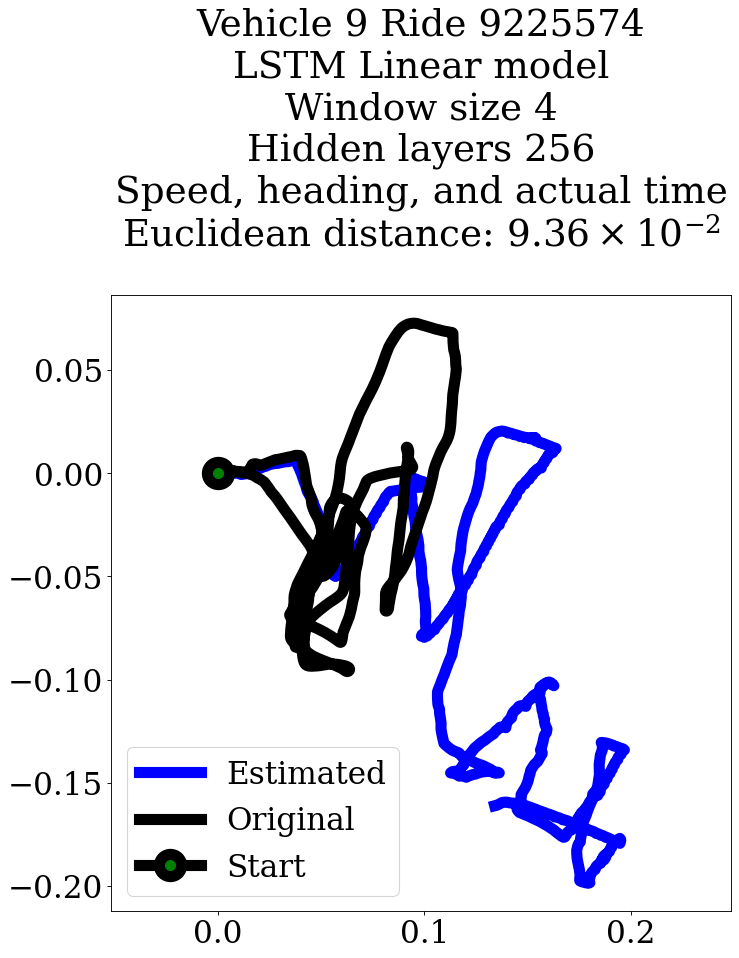 Vehicle 9 Ride 9225574
LSTM Linear model
Window size 4
Hidden layers 256
Speed, heading, and actual time
Euclidean distance: 9.36 × 10⁻²
0.05
0.00
−0.05
−0.10
−0.15
−0.20
Estimated
Original
Start
0.0 0.1 0.2